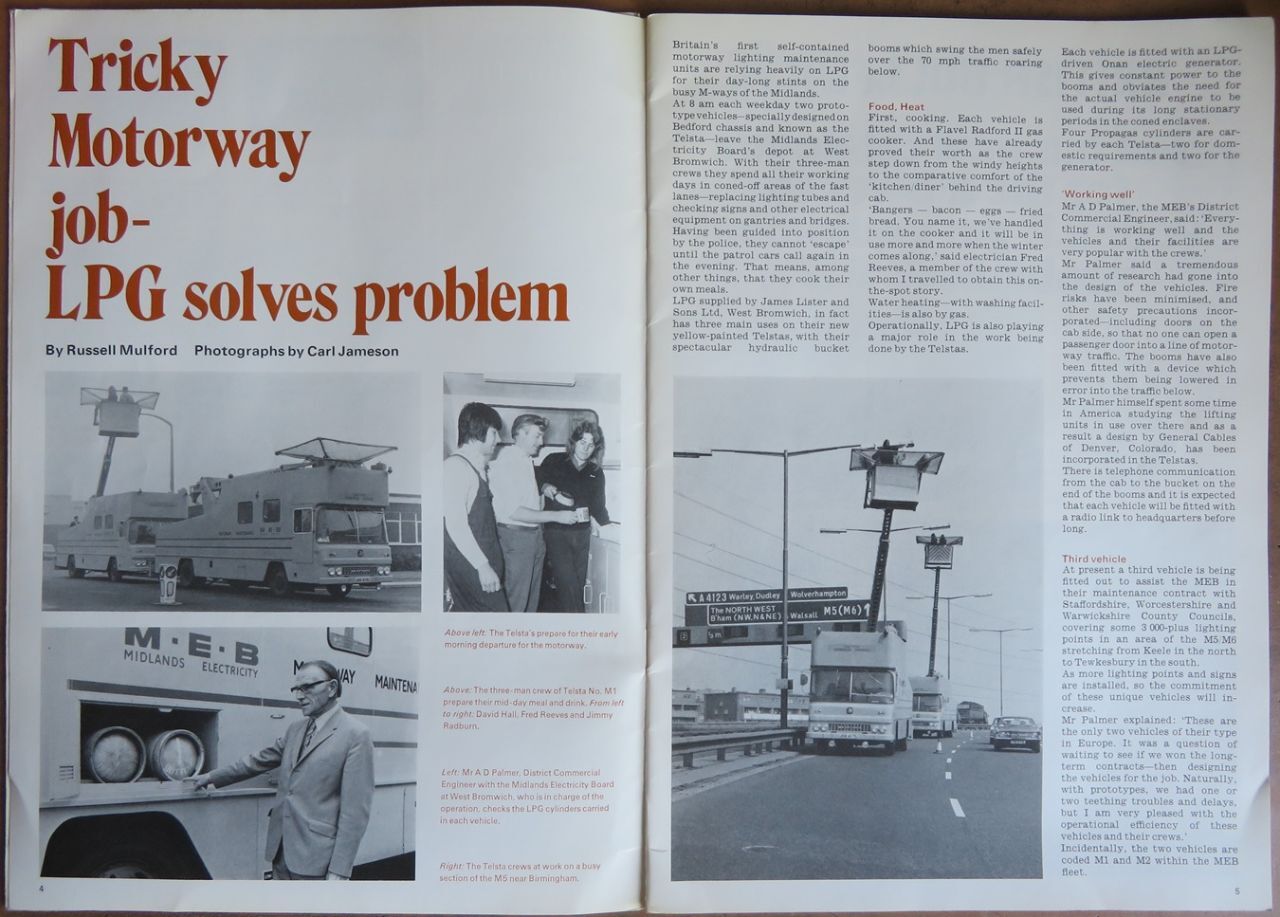 Tricky
Motorway
job-
LPG solves problem
By Russell Mulford Photographs by Carl Jameson
M·E·B
MIDLANDS ELECTRICITY
WAY MAINTENA
Above left: The Telsta's prepare for their early
morning departure for the motorway.'
Above: The three-man crew of Telsta No. M1
prepare their mid-day meal and drink. From left
to right: David Hall, Fred Reeves and Jimmy
Radburn.
Left: Mr A D Palmer, District Commercial
Engineer with the Midlands Electricity Board
at West Bromwich, who is in charge of the
operation, checks the LPG cylinders carried
in each vehicle.
Right: The Telsta crews at work on a busy
section of the M5 near Birmingham.
4
Britain's first self-contained
motorway lighting maintenance
units are relying heavily on LPG
for their day-long stints on the
busy M-ways of the Midlands.
At 8 am each weekday two proto-
type vehicles—specially designed on
Bedford chassis and known as the
Telsta—leave the Midlands Elec-
tricity Board's depot at West
Bromwich. With their three-man
crews they spend all their working
days in coned-off areas of the fast
lanes—replacing lighting tubes and
checking signs and other electrical
equipment on gantries and bridges.
Having been guided into position
by the police, they cannot 'escape'
until the patrol cars call again in
the evening. That means, among
other things, that they cook their
own meals.
LPG supplied by James Lister and
Sons Ltd, West Bromwich, in fact
has three main uses on their new
yellow-painted Telstas, with their
spectacular hydraulic bucket
booms which swing the men safely
over the 70 mph traffic roaring
below.
Food, Heat
First, cooking. Each vehicle is
fitted with a Flavel Radford II gas
cooker. And these have already
proved their worth as the crew
step down from the windy heights
to the comparative comfort of the
'kitchen/diner' behind the driving
cab.
'Bangers — bacon — eggs — fried
bread. You name it, we've handled
it on the cooker and it will be in
use more and more when the winter
comes along,' said electrician Fred
Reeves, a member of the crew with
whom I travelled to obtain this on-
the-spot story.
Water heating—with washing facil-
ities—is also by gas.
Operationally, LPG is also playing
a major role in the work being
done by the Telstas.
A4123 Warley, Dudley Wolverhampton
The NORTH WEST
B'ham (NW,N&NE) Walsall M5(M6)
Each vehicle is fitted with an LPG-
driven Onan electric generator.
This gives constant power to the
booms and obviates the need for
the actual vehicle engine to be
used during its long stationary
periods in the coned enclaves.
Four Propagas cylinders are car-
ried by each Telsta—two for dom-
estic requirements and two for the
generator.
'Working well'
Mr A D Palmer, the MEB's District
Commercial Engineer, said: 'Every-
thing is working well and the
vehicles and their facilities are
very popular with the crews.'
Mr Palmer said a tremendous
amount of research had gone into
the design of the vehicles. Fire
risks have been minimised, and
other safety precautions incor-
porated—including doors on the
cab side, so that no one can open a
passenger door into a line of motor-
way traffic. The booms have also
been fitted with a device which
prevents them being lowered in
error into the traffic below.
Mr Palmer himself spent some time
in America studying the lifting
units in use over there and as a
result a design by General Cables
of Denver, Colorado, has been
incorporated in the Telstas.
There is telephone communication
from the cab to the bucket on the
end of the booms and it is expected
that each vehicle will be fitted with
a radio link to headquarters before
long.
Third vehicle
At present a third vehicle is being
fitted out to assist the MEB in
their maintenance contract with
Staffordshire, Worcestershire and
Warwickshire County Councils,
covering some 3 000-plus lighting
points in an area of the M5/M6
stretching from Keele in the north
to Tewkesbury in the south.
As more lighting points and signs
are installed, so the commitment
of these unique vehicles will in-
crease.
Mr Palmer explained: 'These are
the only two vehicles of their type
in Europe. It was a question of
waiting to see if we won the long-
term contracts—then designing
the vehicles for the job. Naturally,
with prototypes, we had one or
two teething troubles and delays,
but I am very pleased with the
operational efficiency of these
vehicles and their crews.'
Incidentally, the two vehicles are
coded M1 and M2 within the MEB
fleet.
5